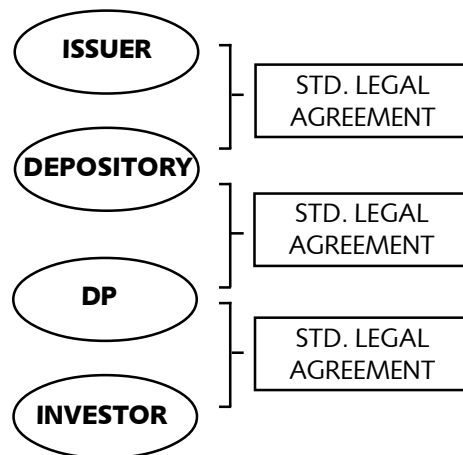 ISSUER
STD. LEGAL
AGREEMENT
DEPOSITORY
STD. LEGAL
AGREEMENT
DP
STD. LEGAL
AGREEMENT
INVESTOR